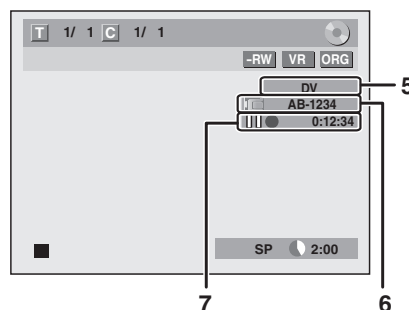 T 1/ 1 C 1/ 1
-RW VR ORG
DV
5
AB-1234
0:12:34
SP 2:00
7 6